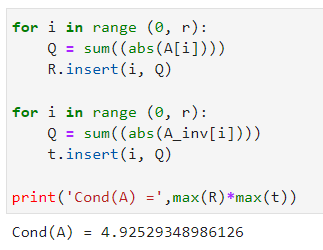 for i in range (0, r):
    Q = sum((abs(A[i])))
    R.insert(i, Q)

for i in range (0, r):
    Q = sum((abs(A_inv[i])))
    t.insert(i, Q)

print('Cond(A) =',max(R)*max(t))
Cond(A) = 4.92529348986126